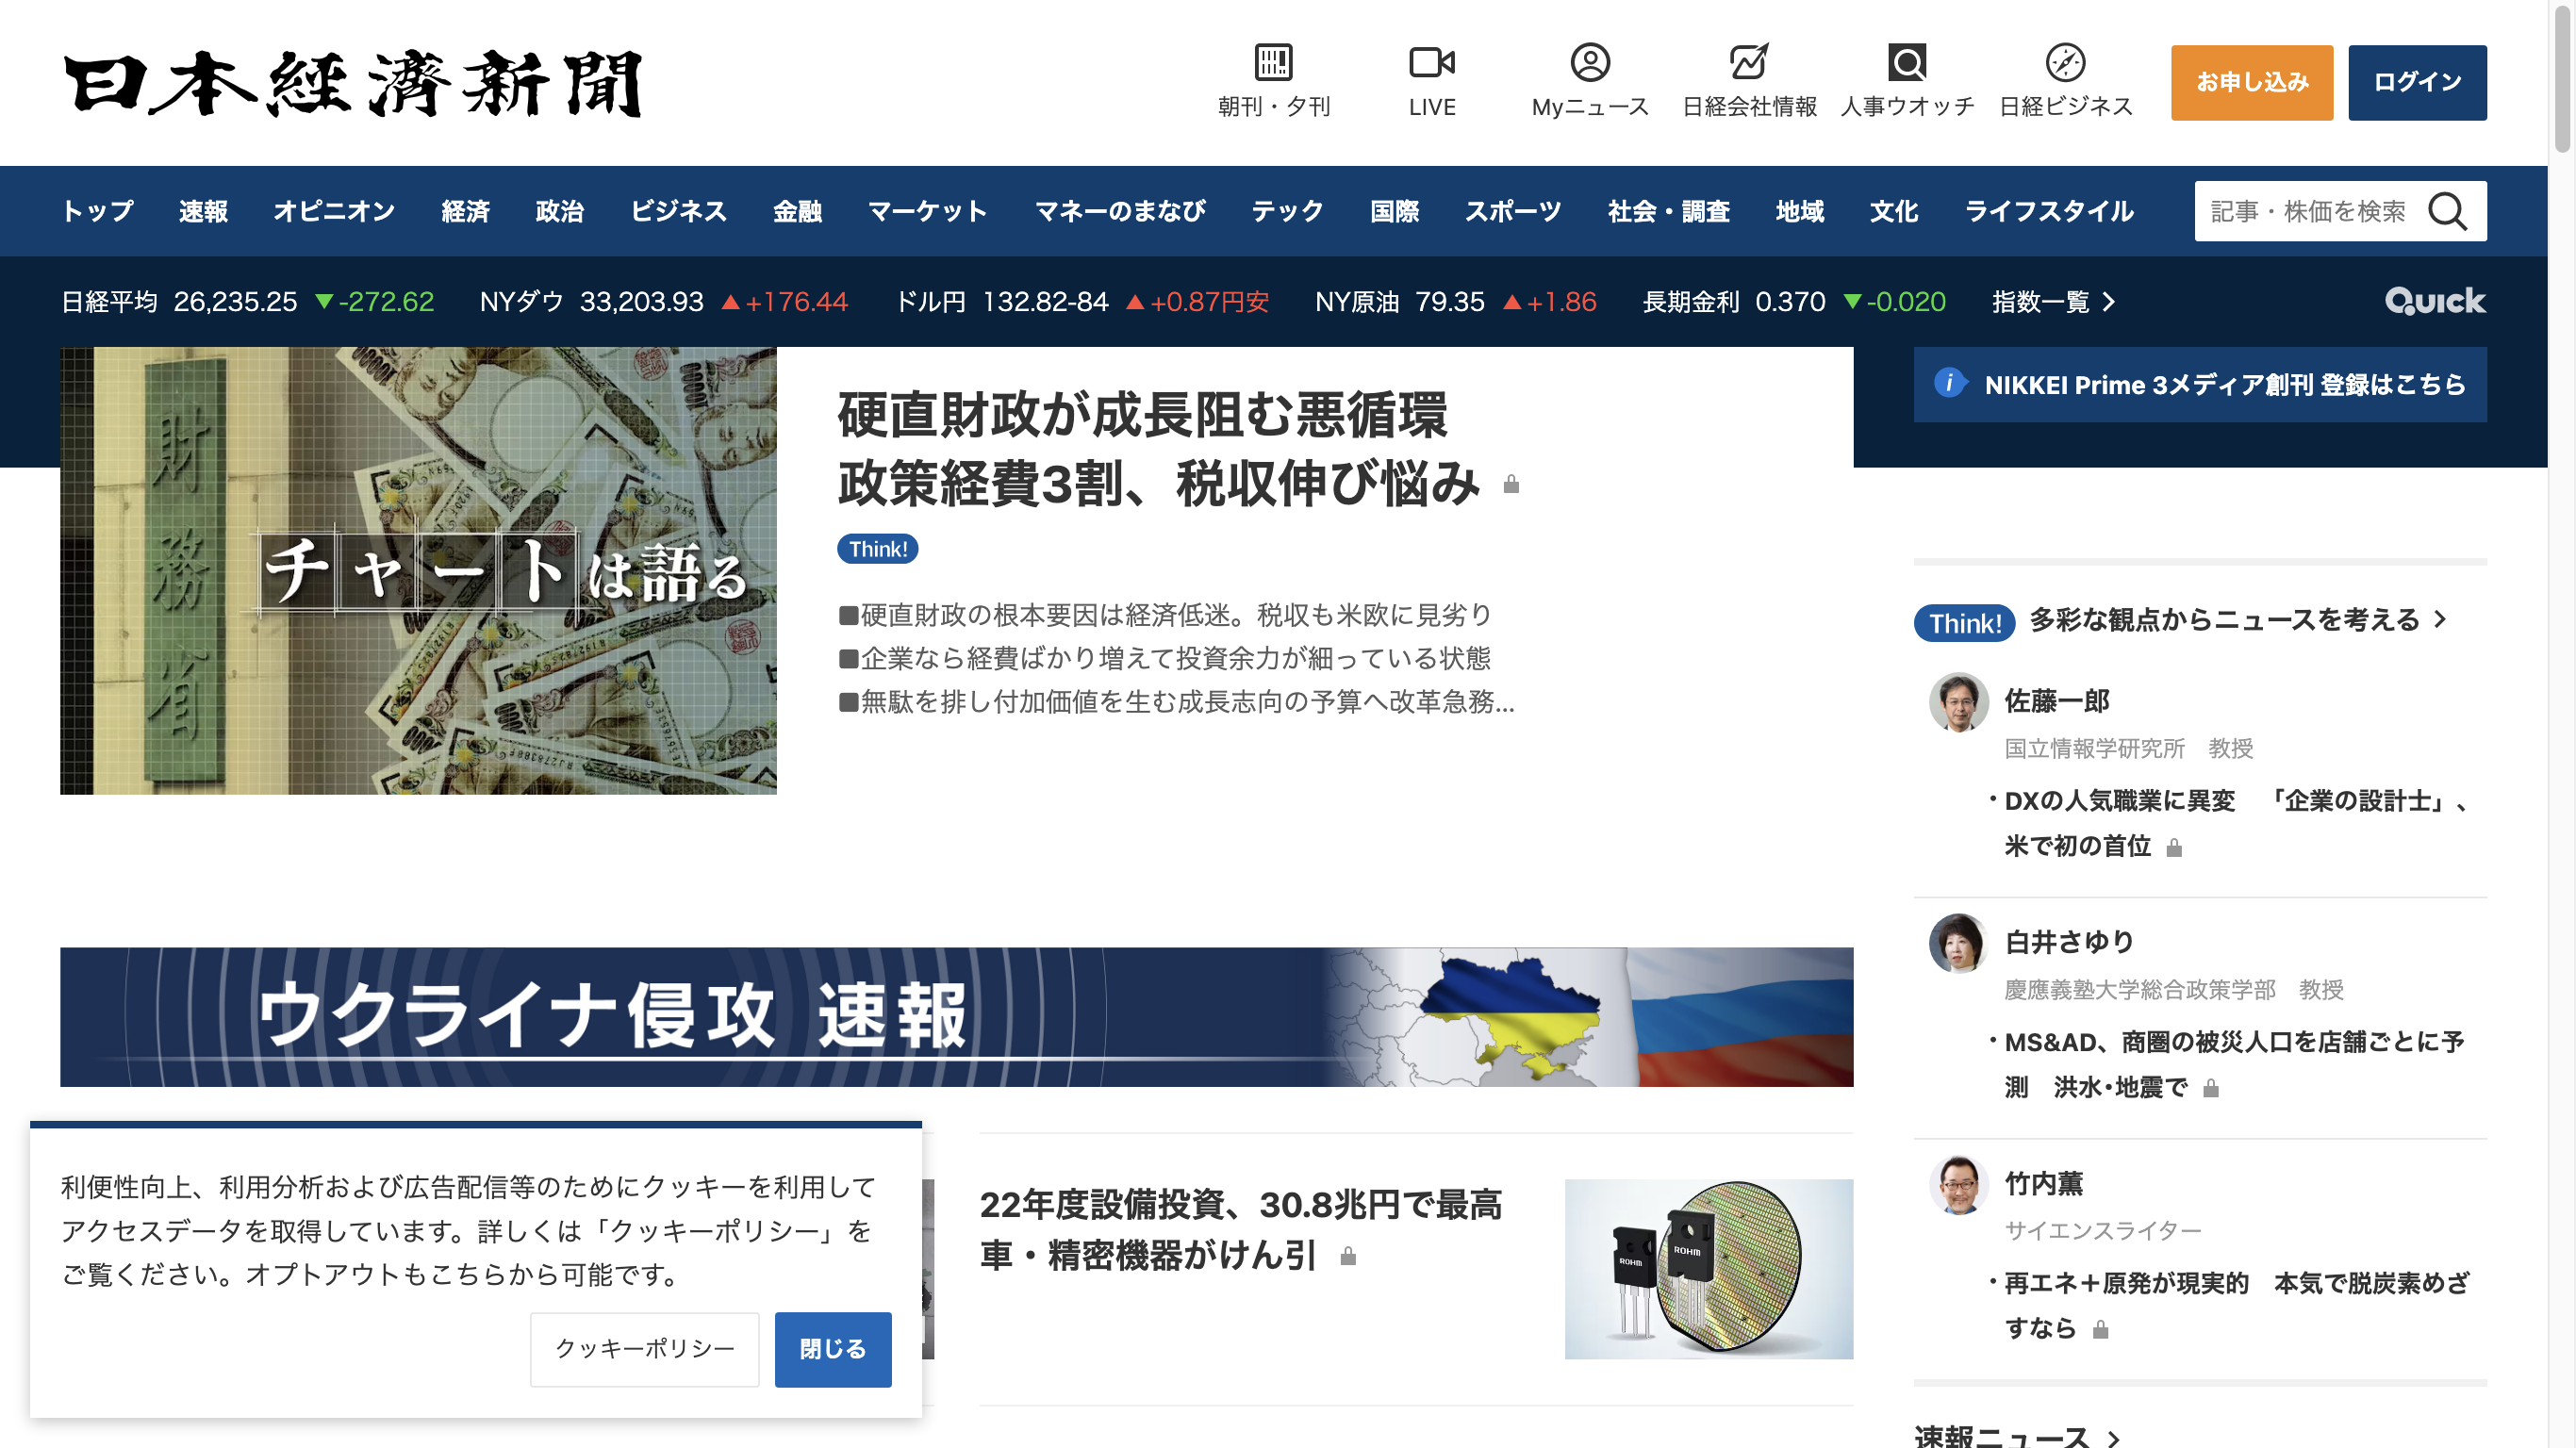 日本経済新聞
朝刊・夕刊
LIVE
Myニュース
日経会社情報
人事ウオッチ
日経ビジネス
お申し込み
ログイン
トップ 速報 オピニオン 経済 政治 ビジネス 金融 マーケット マネーのまなび テック 国際 スポーツ 社会・調査 地域 文化 ライフスタイル
記事・株価を検索
日経平均 26,235.25 ▼-272.62 NYダウ 33,203.93 ▲+176.44 ドル円 132.82-84 ▲+0.87円安 NY原油 79.35 ▲+1.86 長期金利 0.370 ▼-0.020 指数一覧
QUICK
財務省
チャートは語る
硬直財政が成長阻む悪循環
政策経費3割、税収伸び悩み
Think!
■硬直財政の根本要因は経済低迷。税収も米欧に見劣り
■企業なら経費ばかり増えて投資余力が細っている状態
■無駄を排し付加価値を生む成長志向の予算へ改革急務...
NIKKEI Prime 3メディア創刊 登録はこちら
Think! 多彩な観点からニュースを考える
佐藤一郎
国立情報学研究所　教授
・DXの人気職業に異変　「企業の設計士」、
米で初の首位
白井さゆり
慶應義塾大学総合政策学部　教授
・MS&AD、商圏の被災人口を店舗ごとに予
測　洪水・地震で
竹内薫
サイエンスライター
・再エネ＋原発が現実的　本気で脱炭素めざ
すなら
速報ニュース
ウクライナ侵攻 速報
22年度設備投資、30.8兆円で最高
車・精密機器がけん引
ROHM
ROHM
利便性向上、利用分析および広告配信等のためにクッキーを利用して
アクセスデータを取得しています。詳しくは「クッキーポリシー」を
ご覧ください。オプトアウトもこちらから可能です。
クッキーポリシー
閉じる